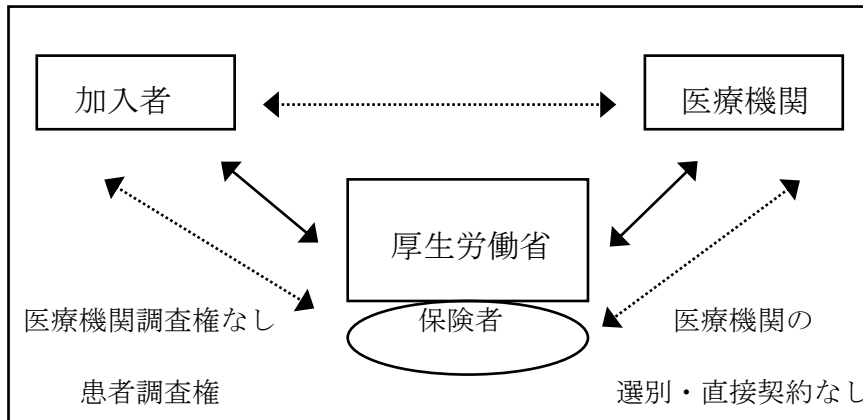 加入者
医療機関
厚生労働省
保険者
医療機関調査権なし
患者調査権
医療機関の
選別・直接契約なし